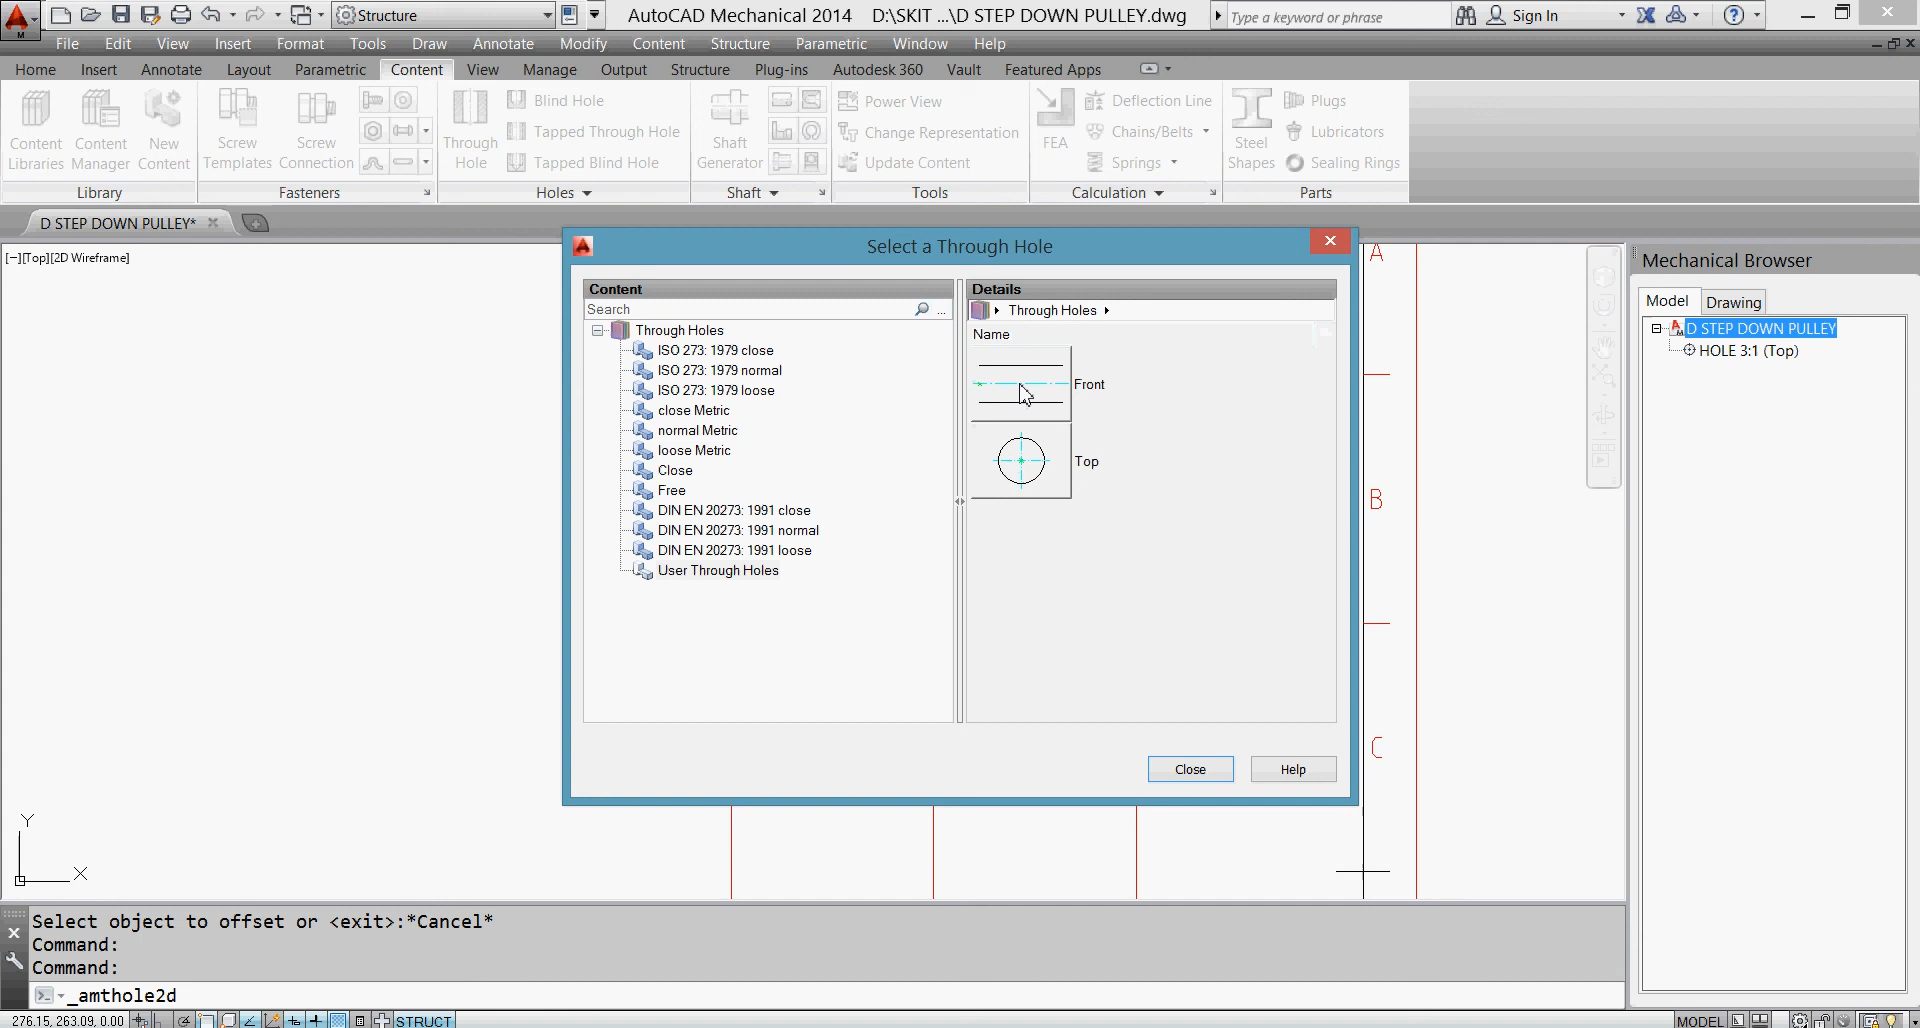 Structure
AutoCAD Mechanical 2014 D:\SKIT ...\D STEP DOWN PULLEY.dwg
Type a keyword or phrase
Sign In
File Edit View Insert Format Tools Draw Annotate Modify Content Structure Parametric Window Help
Home Insert Annotate Layout Parametric Content View Manage Output Structure Plug-ins Autodesk 360 Vault Featured Apps
Content Libraries
Content Manager
New Content
Library
Screw Templates
Screw Connection
Fasteners
Through Hole
Blind Hole
Tapped Through Hole
Tapped Blind Hole
Holes
Shaft Generator
Shaft
Power View
Change Representation
Update Content
Tools
FEA
Deflection Line
Chains/Belts
Springs
Calculation
Steel Shapes
Plugs
Lubricators
Sealing Rings
Parts
D STEP DOWN PULLEY*
[−][Top][2D Wireframe]
Select a Through Hole
Content
Search
...
Through Holes
ISO 273: 1979 close
ISO 273: 1979 normal
ISO 273: 1979 loose
close Metric
normal Metric
loose Metric
Close
Free
DIN EN 20273: 1991 close
DIN EN 20273: 1991 normal
DIN EN 20273: 1991 loose
User Through Holes
Details
Through Holes
Name
Front
Top
Close
Help
A
B
C
Y
X
Mechanical Browser
Model
Drawing
D STEP DOWN PULLEY
HOLE 3:1 (Top)
Select object to offset or <exit>:*Cancel*
Command:
Command:
_amthole2d
276.15, 263.09, 0.00
STRUCT
MODEL